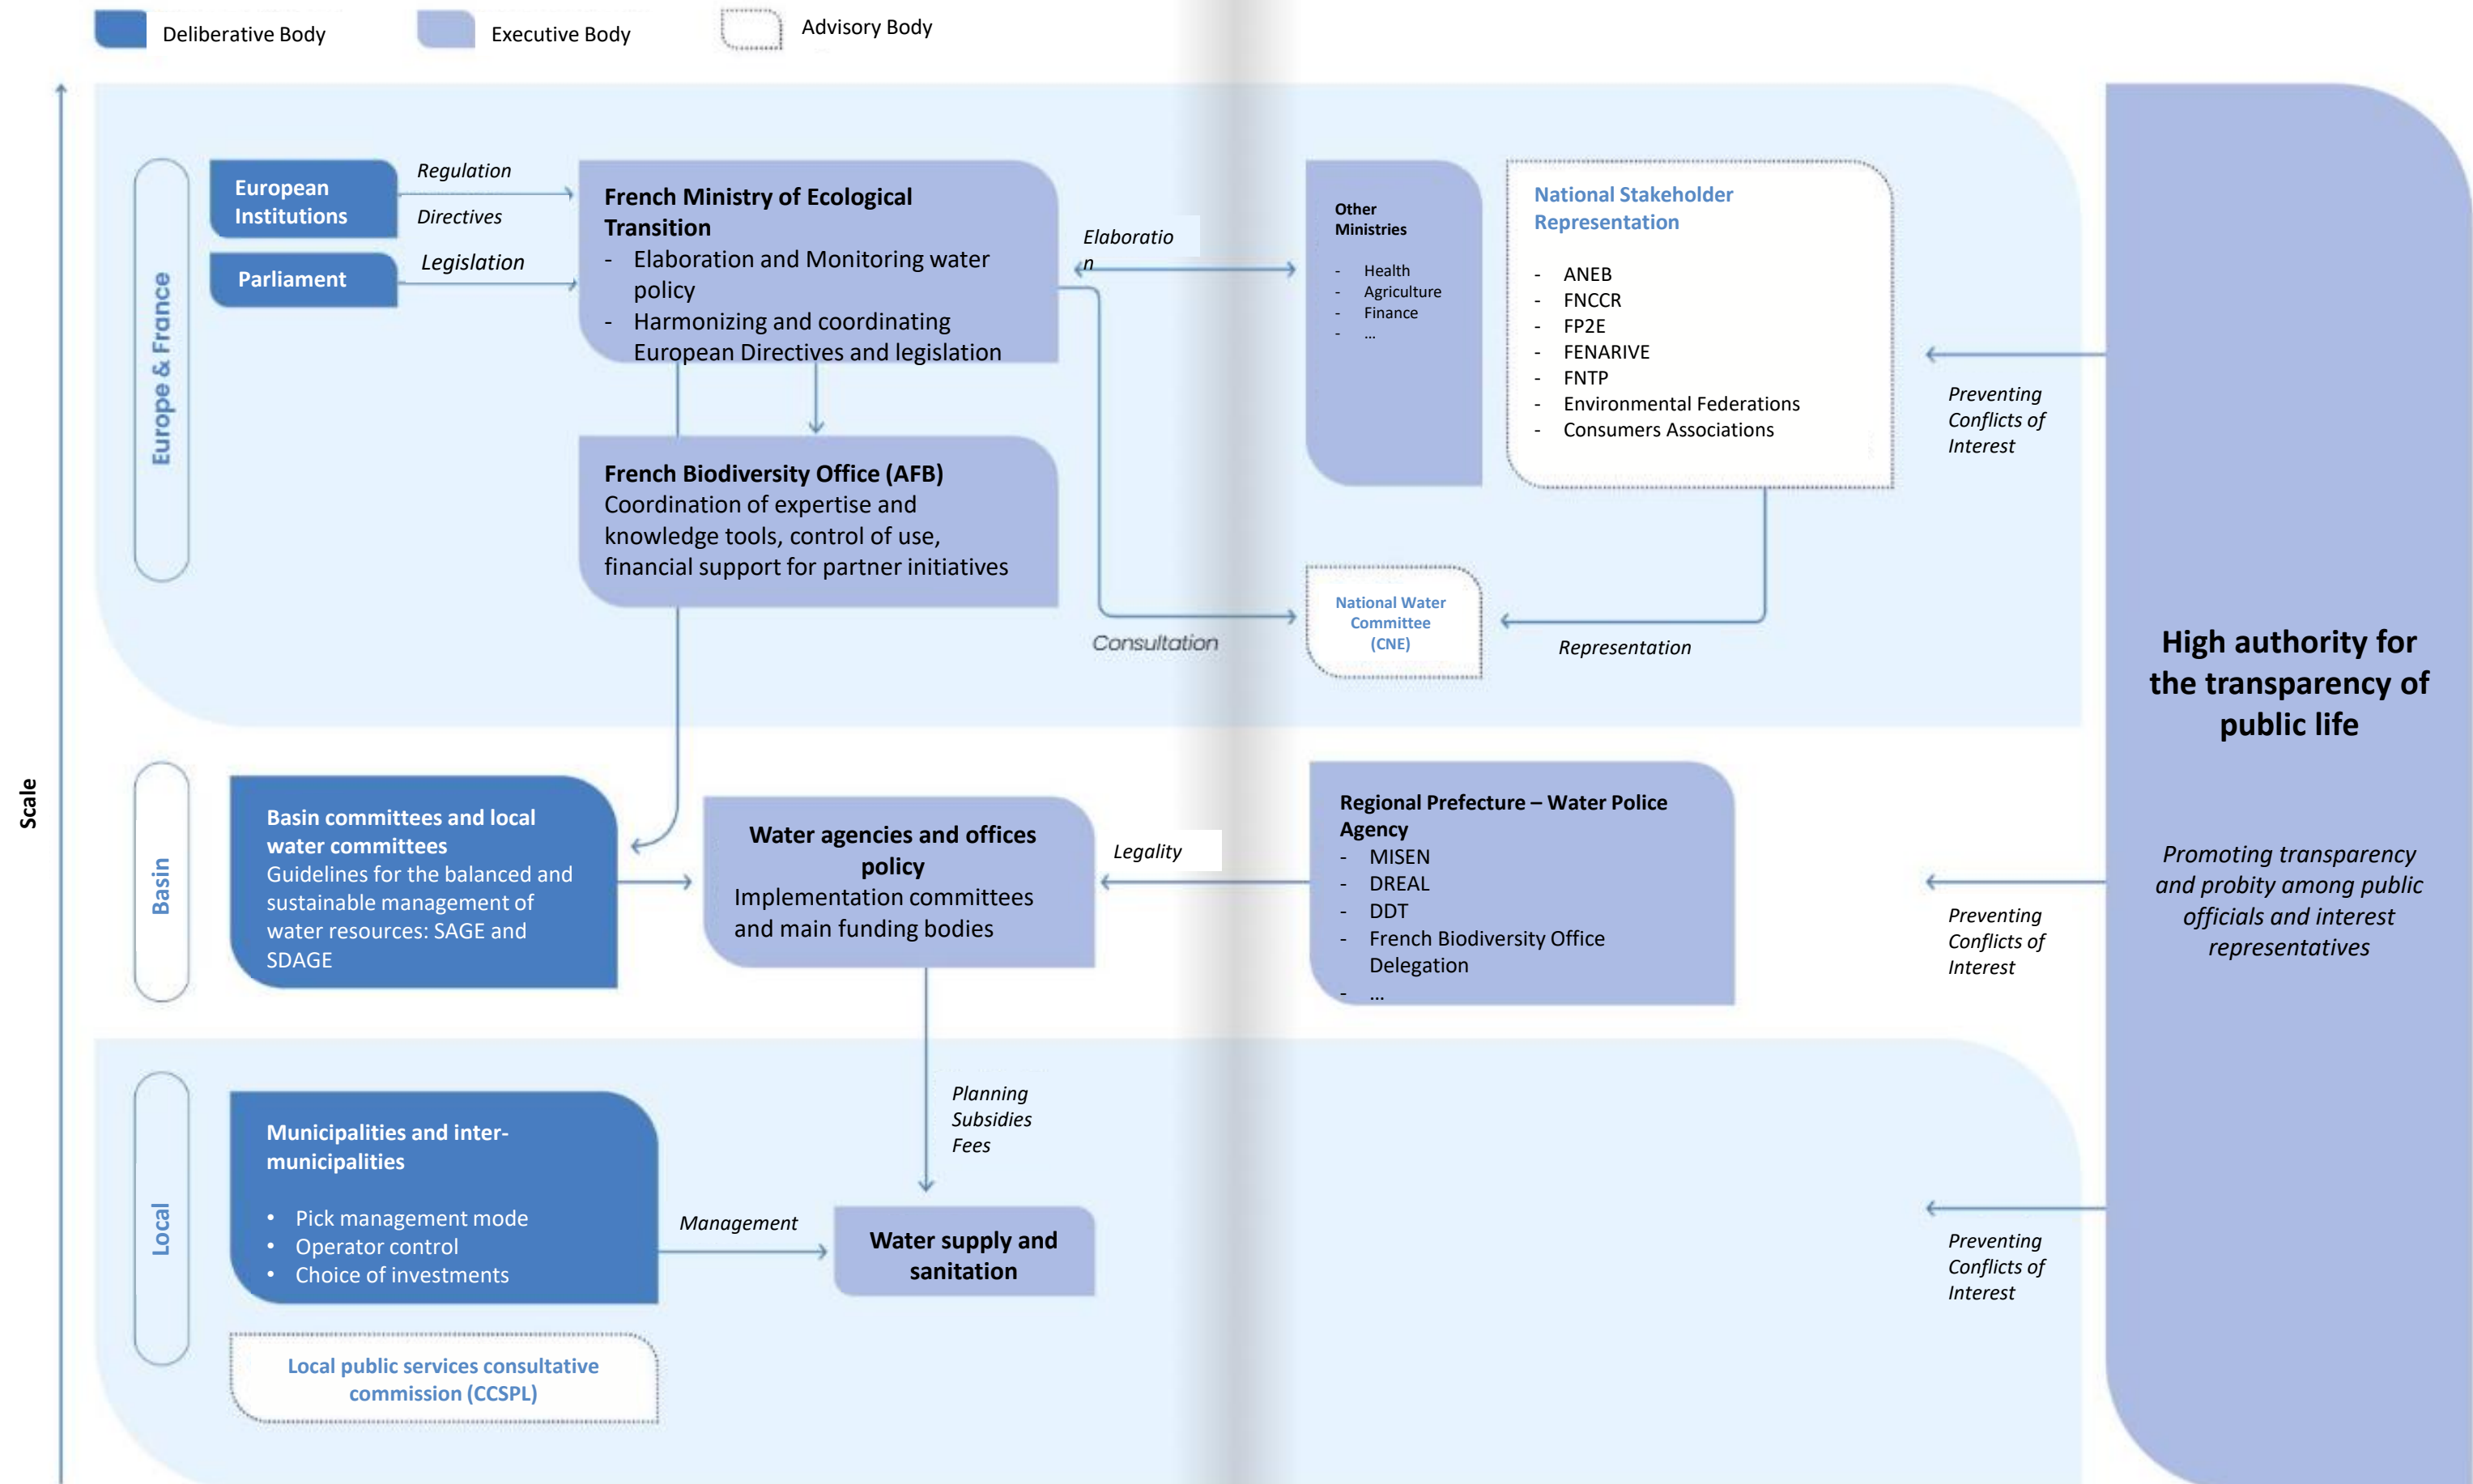 Deliberative Body
Executive Body
Advisory Body
Scale
Europe & France
European
Institutions
Parliament
Regulation
Directives
Legislation
French Ministry of Ecological
Transition
- Elaboration and Monitoring water
policy
- Harmonizing and coordinating
European Directives and legislation
Elaboratio
n
Other
Ministries
- Health
- Agriculture
- Finance
- ...
National Stakeholder
Representation
- ANEB
- FNCCR
- FP2E
- FENARIVE
- FNTP
- Environmental Federations
- Consumers Associations
Preventing
Conflicts of
Interest
French Biodiversity Office (AFB)
Coordination of expertise and
knowledge tools, control of use,
financial support for partner initiatives
Consultation
National Water
Committee
(CNE)
Representation
High authority for
the transparency of
public life
Promoting transparency
and probity among public
officials and interest
representatives
Basin
Basin committees and local
water committees
Guidelines for the balanced and
sustainable management of
water resources: SAGE and
SDAGE
Water agencies and offices
policy
Implementation committees
and main funding bodies
Legality
Regional Prefecture – Water Police
Agency
- MISEN
- DREAL
- DDT
- French Biodiversity Office
Delegation
- ...
Preventing
Conflicts of
Interest
Local
Municipalities and inter-
municipalities
• Pick management mode
• Operator control
• Choice of investments
Management
Planning
Subsidies
Fees
Water supply and
sanitation
Preventing
Conflicts of
Interest
Local public services consultative
commission (CCSPL)